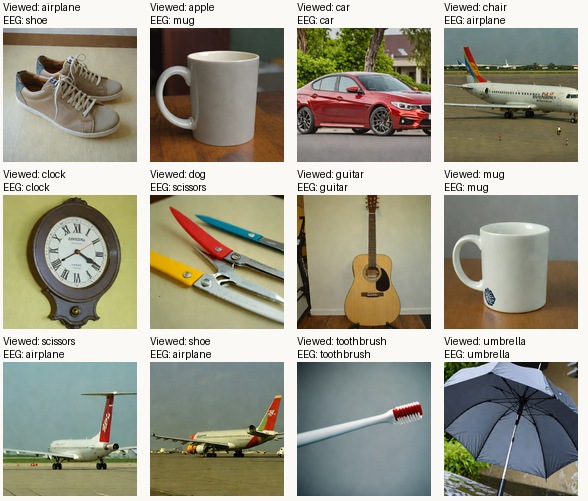 Viewed: airplane
EEG: shoe
Viewed: apple
EEG: mug
Viewed: car
EEG: car
Viewed: chair
EEG: airplane
Viewed: clock
EEG: clock
Viewed: dog
EEG: scissors
Viewed: guitar
EEG: guitar
Viewed: mug
EEG: mug
Viewed: scissors
EEG: airplane
Viewed: shoe
EEG: airplane
Viewed: toothbrush
EEG: toothbrush
Viewed: umbrella
EEG: umbrella